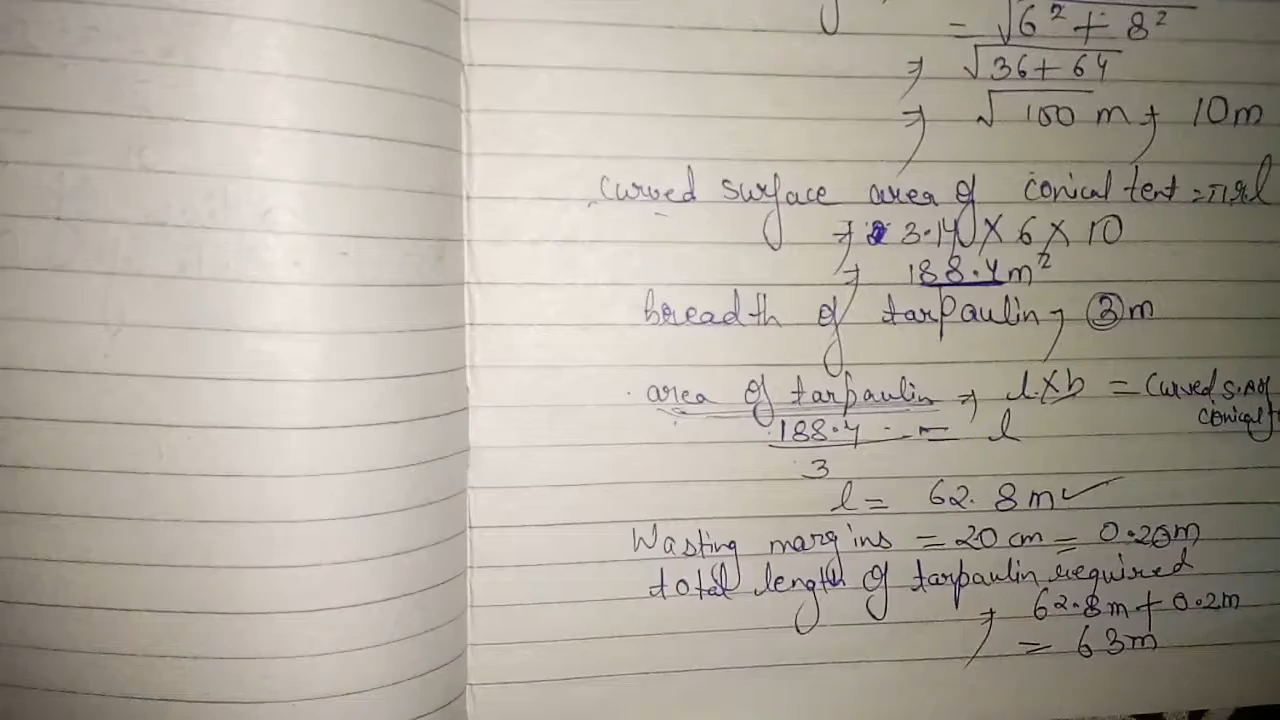 = √6² + 8²
⇒ √36 + 64
⇒ √100 m ⇒ 10m
Curved surface area of conical tent = πrl
⇒ 3.14 X 6 X 10
⇒ 188.4m²
breadth of tarpaulin ⇒ 3m
area of tarpaulin ⇒ l X b = Curved S.A of
conical
188.4 = l
3
l = 62.8m ✓
Wasting margins = 20 cm = 0.20m
total length of tarpaulin required
⇒ 62.8m + 0.2m
= 63m